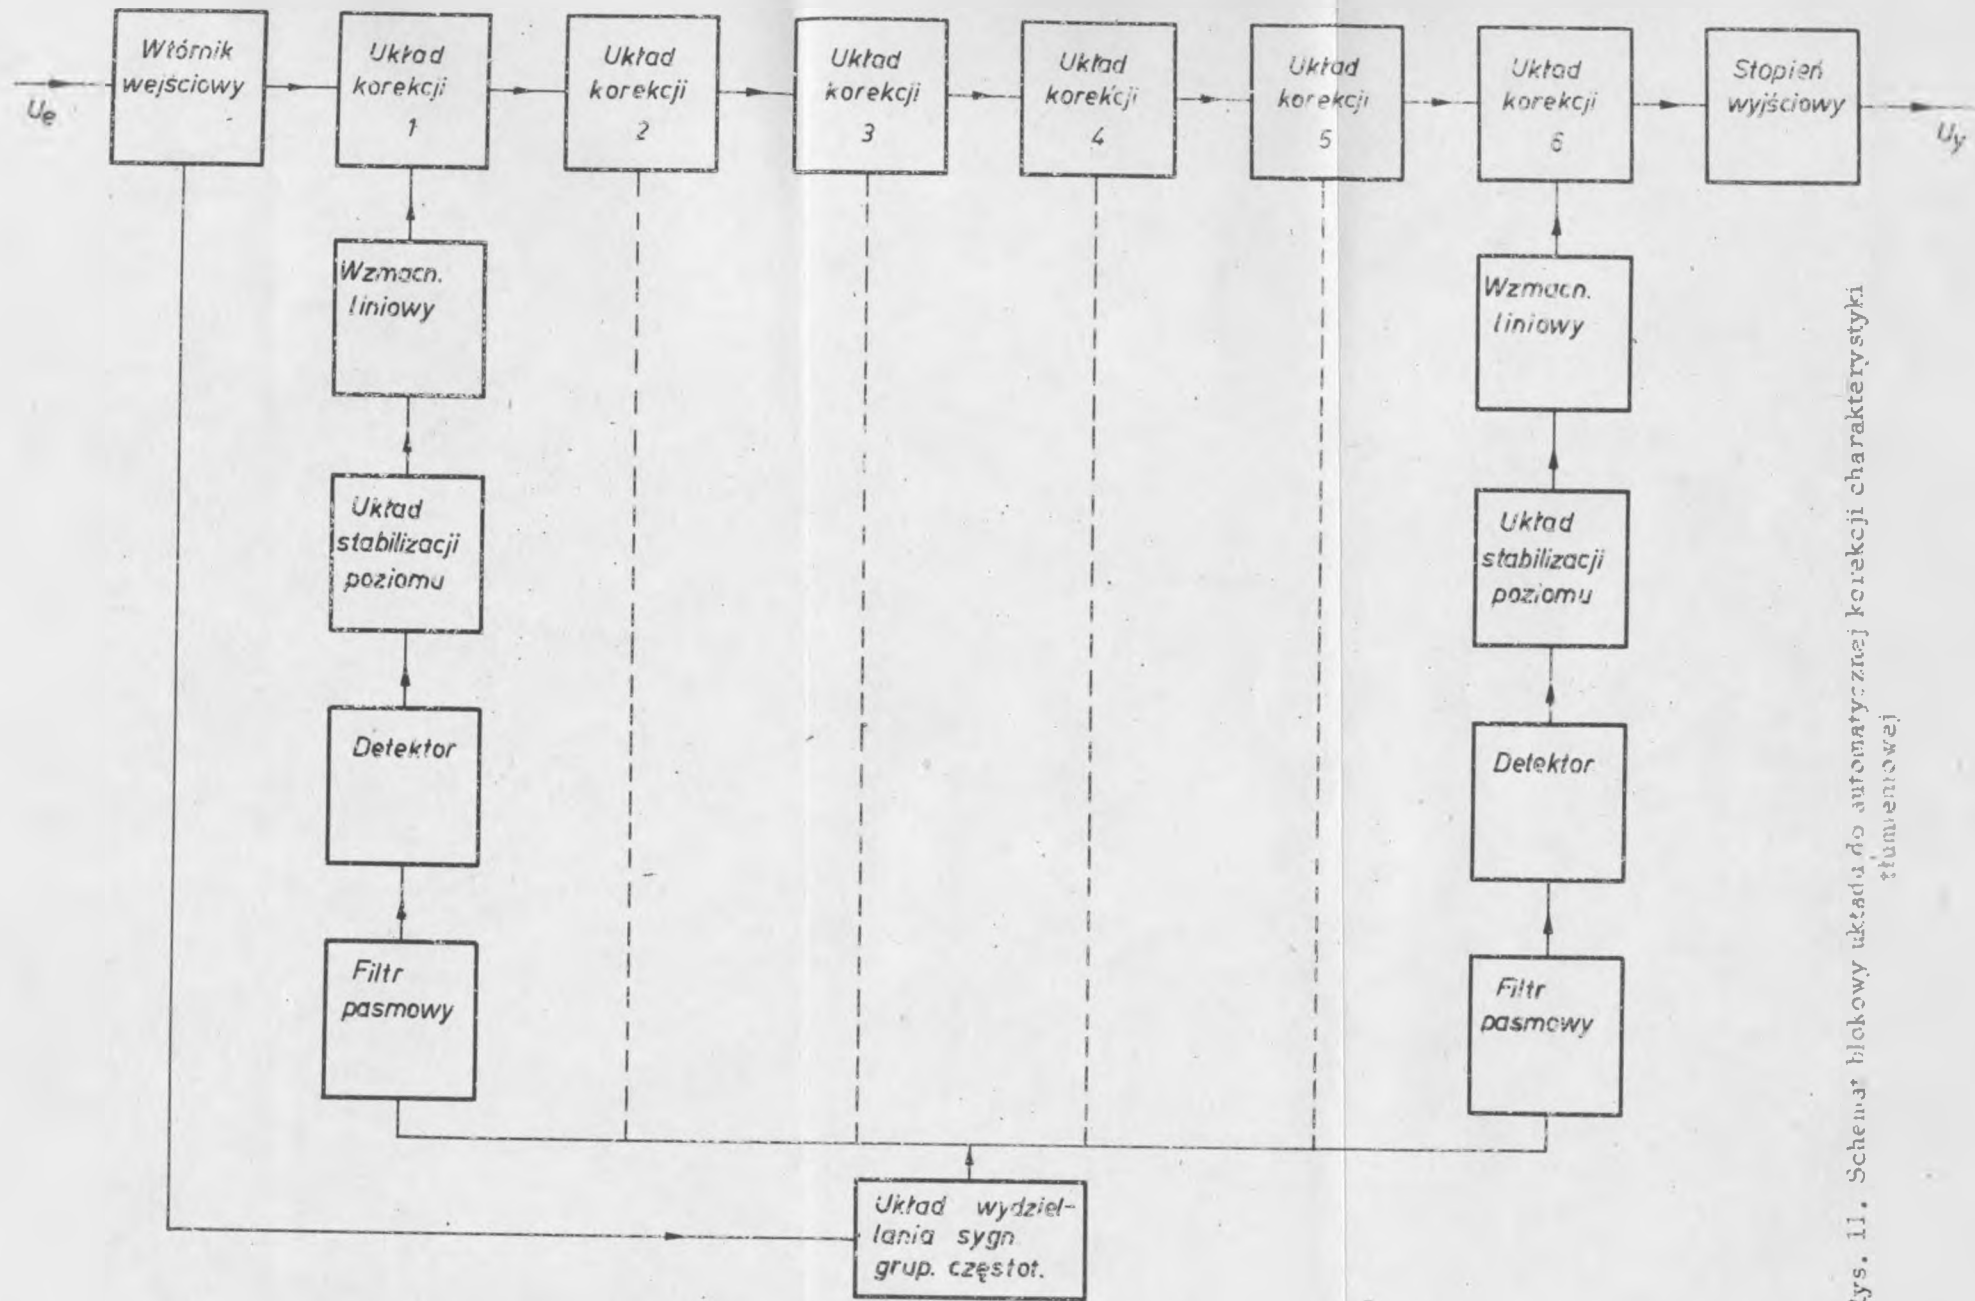 Wtórnik
wejściowy
Układ
korekcji
1
Układ
korekcji
2
Układ
korekcji
3
Układ
korekcji
4
Układ
korekcji
5
Układ
korekcji
6
Stopień
wyjściowy
Ue
Uy
Wzmacn.
liniowy
Wzmacn.
liniowy
Układ
stabilizacji
poziomu
Układ
stabilizacji
poziomu
Detektor
Detektor
Filtr
pasmowy
Filtr
pasmowy
Układ wydziel-
lania sygn.
grup. częstot.
ys. 11. Schemat blokowy układu do automatycznej korekcji charakterystyki
tłumieniowej